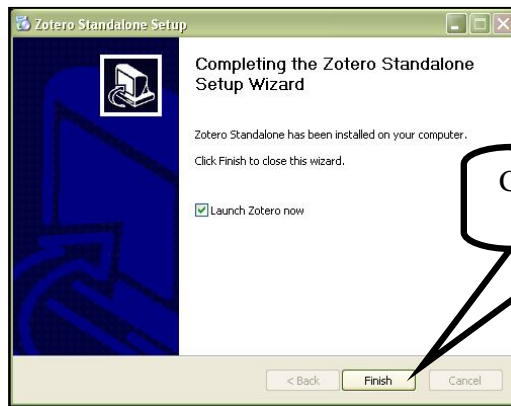 Zotero Standalone Setup
Completing the Zotero Standalone
Setup Wizard
Zotero Standalone has been installed on your computer.
Click Finish to close this wizard.
Launch Zotero now
< Back
Finish
Cancel